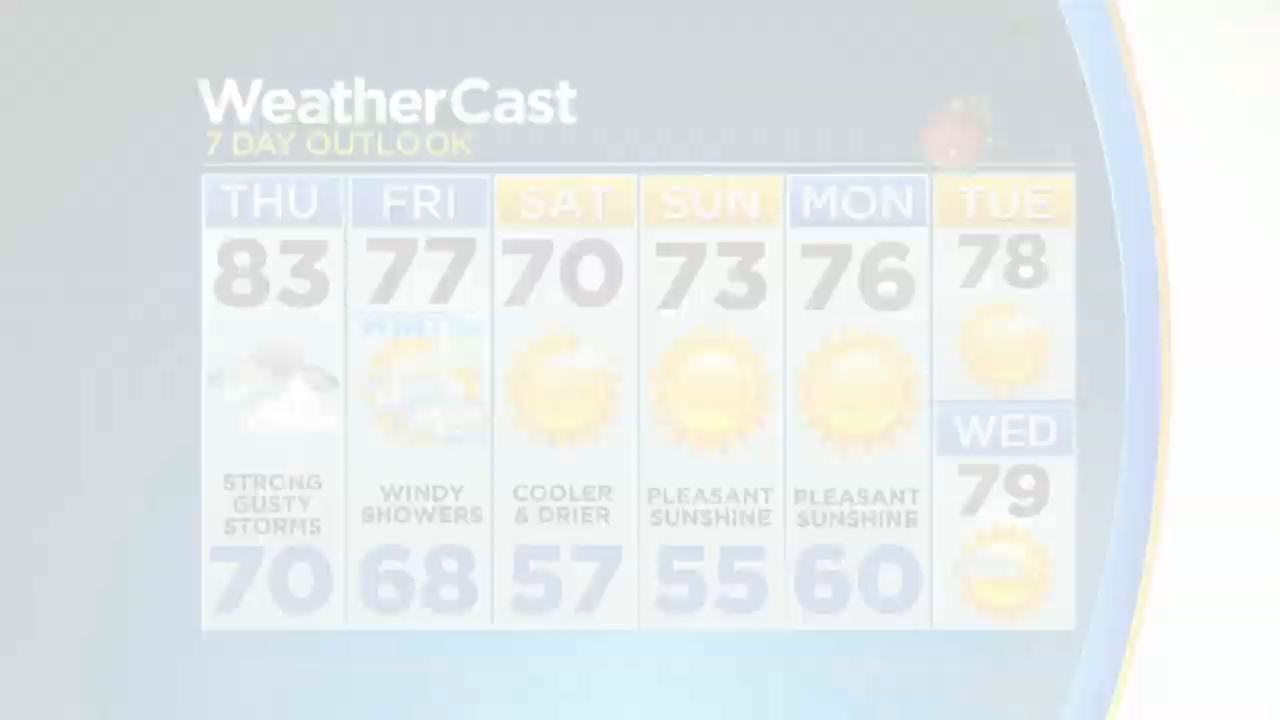 WeatherCast
7 DAY OUTLOOK
THU FRI SAT SUN MON TUE
83 77 70 73 76 78
WED
79
STRONG
GUSTY
STORMS
WINDY
SHOWERS
COOLER
& DRIER
PLEASANT
SUNSHINE
PLEASANT
SUNSHINE
70 68 57 55 60